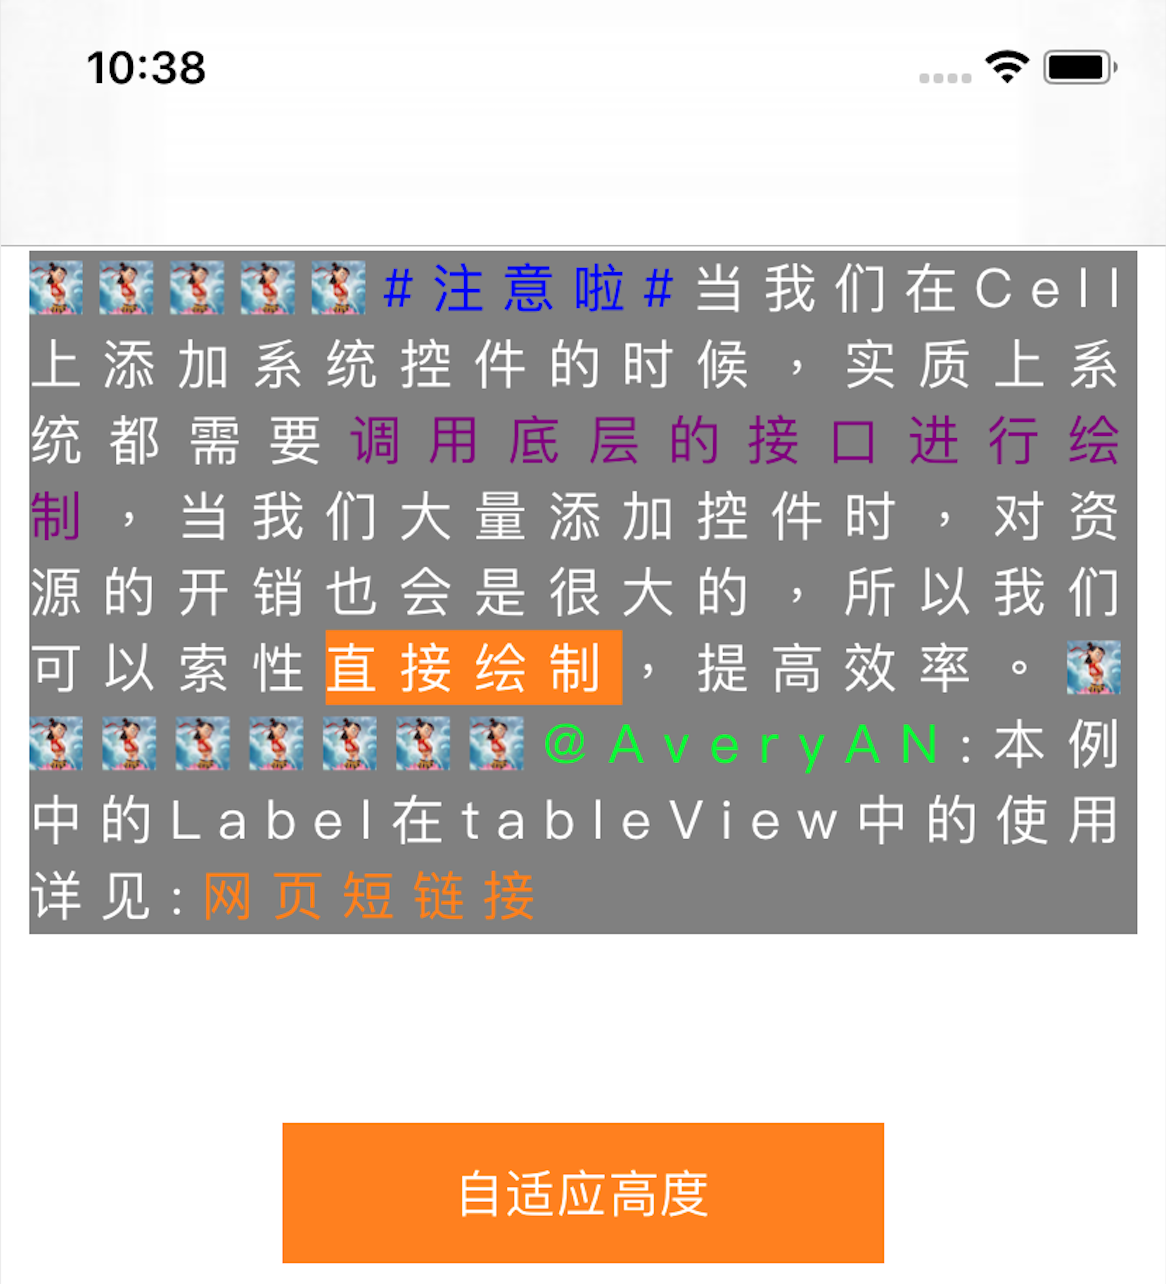 10:38
#注意啦#当我们在Cell
上添加系统控件的时候，实质上系
统都需要调用底层的接口进行绘
制，当我们大量添加控件时，对资
源的开销也会是很大的，所以我们
可以索性直接绘制，提高效率。
@AveryAN:本例
中的Label在tableView中的使用
详见:网页短链接
自适应高度